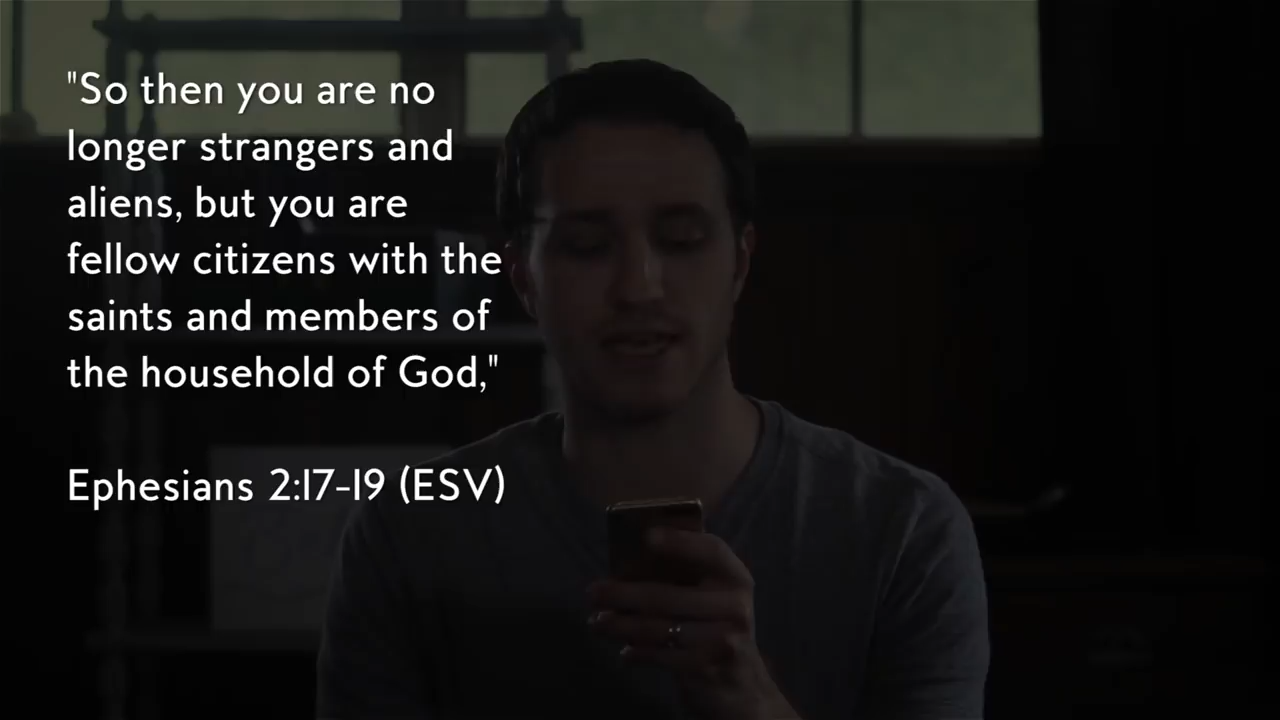 "So then you are no
longer strangers and
aliens, but you are
fellow citizens with the
saints and members of
the household of God,"
Ephesians 2:17-19 (ESV)